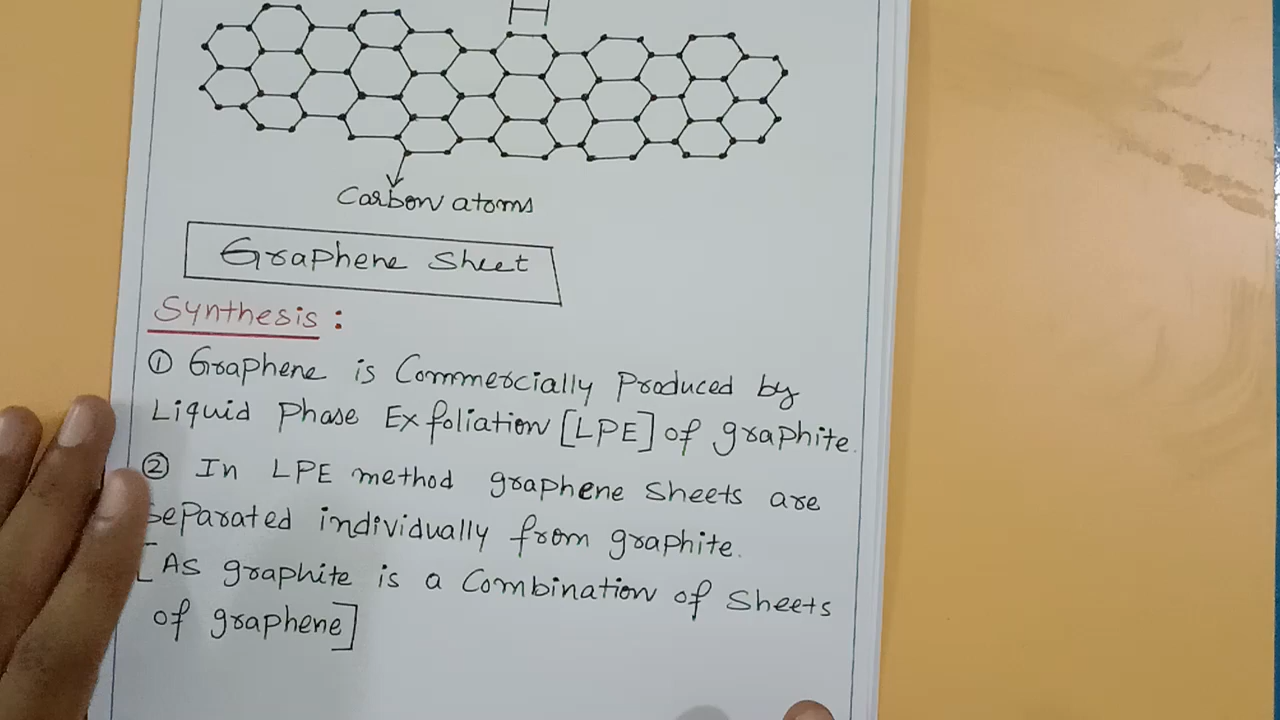 Carbon atoms
Graphene Sheet
Synthesis :
① Graphene is Commercially Produced by
Liquid Phase Exfoliation [LPE] of graphite.
② In LPE method graphene Sheets are
Separated individually from graphite.
[As graphite is a Combination of Sheets
of graphene]